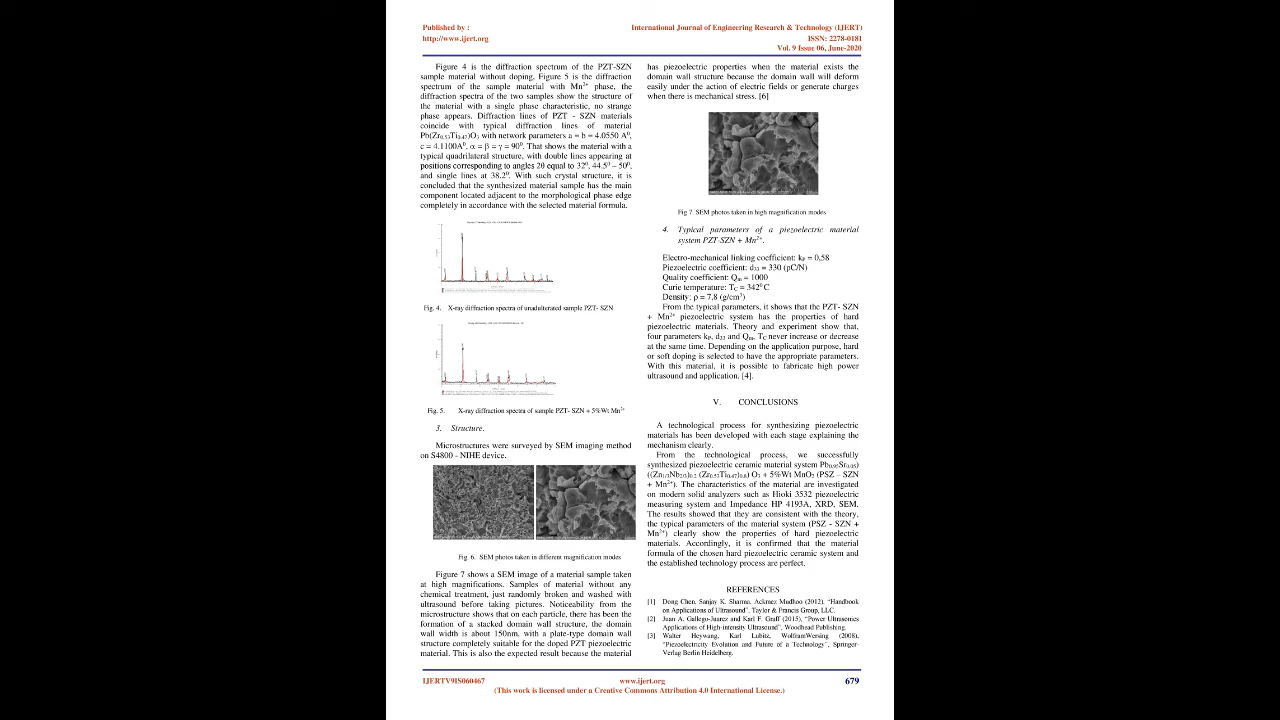 Published by :
http://www.ijert.org
International Journal of Engineering Research & Technology (IJERT)
ISSN: 2278-0181
Vol. 9 Issue 06, June-2020
Figure 4 is the diffraction spectrum of the PZT-SZN
sample material without doping, Figure 5 is the diffraction
spectrum of the sample material with Mn²⁺ phase, the
diffraction spectra of the two samples show the structure of
the material with a single phase characteristic, no strange
phase appears. Diffraction lines of PZT - SZN materials
coincide with typical diffraction lines of material
Pb(Zr₀.₅₃Ti₀.₄₇)O₃ with network parameters a = b = 4.0550 A⁰,
c = 4.1100A⁰, α = β = γ = 90⁰. That shows the material with a
typical quadrilateral structure, with double lines appearing at
positions corresponding to angles 2θ equal to 32⁰, 44.5⁰ – 50⁰,
and single lines at 38.2⁰. With such crystal structure, it is
concluded that the synthesized material sample has the main
component located adjacent to the morphological phase edge
completely in accordance with the selected material formula.
Fig. 4. X-ray diffraction spectra of unadulterated sample PZT- SZN
Fig. 5. X-ray diffraction spectra of sample PZT- SZN + 5%Wt Mn²⁺
3. Structure.
Microstructures were surveyed by SEM imaging method
on S4800 - NIHE device.
Fig. 6. SEM photos taken in different magnification modes
Figure 7 shows a SEM image of a material sample taken
at high magnifications. Samples of material without any
chemical treatment, just randomly broken and washed with
ultrasound before taking pictures. Noticeability from the
microstructure shows that on each particle, there has been the
formation of a stacked domain wall structure, the domain
wall width is about 150nm, with a plate-type domain wall
structure completely suitable for the doped PZT piezoelectric
material. This is also the expected result because the material
has piezoelectric properties when the material exists the
domain wall structure because the domain wall will deform
easily under the action of electric fields or generate charges
when there is mechanical stress. [6]
Fig 7. SEM photos taken in high magnification modes
4. Typical parameters of a piezoelectric material
system PZT-SZN + Mn²⁺.
Electro-mechanical linking coefficient: kₚ = 0,58
Piezoelectric coefficient: d₃₃ = 330 (pC/N)
Quality coefficient: Qₘ = 1000
Curie temperature: T_C = 342⁰ C
Density: ρ = 7,8 (g/cm³)
From the typical parameters, it shows that the PZT- SZN
+ Mn²⁺ piezoelectric system has the properties of hard
piezoelectric materials. Theory and experiment show that,
four parameters kₚ, d₃₃ and Qₘ, T_C never increase or decrease
at the same time. Depending on the application purpose, hard
or soft doping is selected to have the appropriate parameters.
With this material, it is possible to fabricate high power
ultrasound and application. [4].
V. CONCLUSIONS
A technological process for synthesizing piezoelectric
materials has been developed with each stage explaining the
mechanism clearly.
From the technological process, we successfully
synthesized piezoelectric ceramic material system Pb₀.₉₅Sr₀.₀₅)
((Zn₁/₃Nb₂/₃)₀.₂ (Zr₀.₅₃Ti₀.₄₇)₀.₈) O₃ + 5%Wt MnO₂ (PSZ – SZN
+ Mn²⁺). The characteristics of the material are investigated
on modern solid analyzers such as Hioki 3532 piezoelectric
measuring system and Impedance HP 4193A, XRD, SEM.
The results showed that they are consistent with the theory,
the typical parameters of the material system (PSZ - SZN +
Mn²⁺) clearly show the properties of hard piezoelectric
materials. Accordingly, it is confirmed that the material
formula of the chosen hard piezoelectric ceramic system and
the established technology process are perfect.
REFERENCES
[1] Dong Chen, Sanjay K. Sharma, Ackmez Mudhoo (2012), “Handbook
on Applications of Ultrasound”, Taylor & Francis Group, LLC.
[2] Juan A. Gallego-Juarez and Karl F. Graff (2015), “Power Ultrasonics
Applications of High-intensity Ultrasound”, Woodhead Publishing.
[3] Walter Heywang, Karl Lubitz, WolframWersing (2008),
“Piezoelectricity Evolution and Future of a Technology”, Springer-
Verlag Berlin Heidelberg.
IJERTV9IS060467
www.ijert.org
679
(This work is licensed under a Creative Commons Attribution 4.0 International License.)